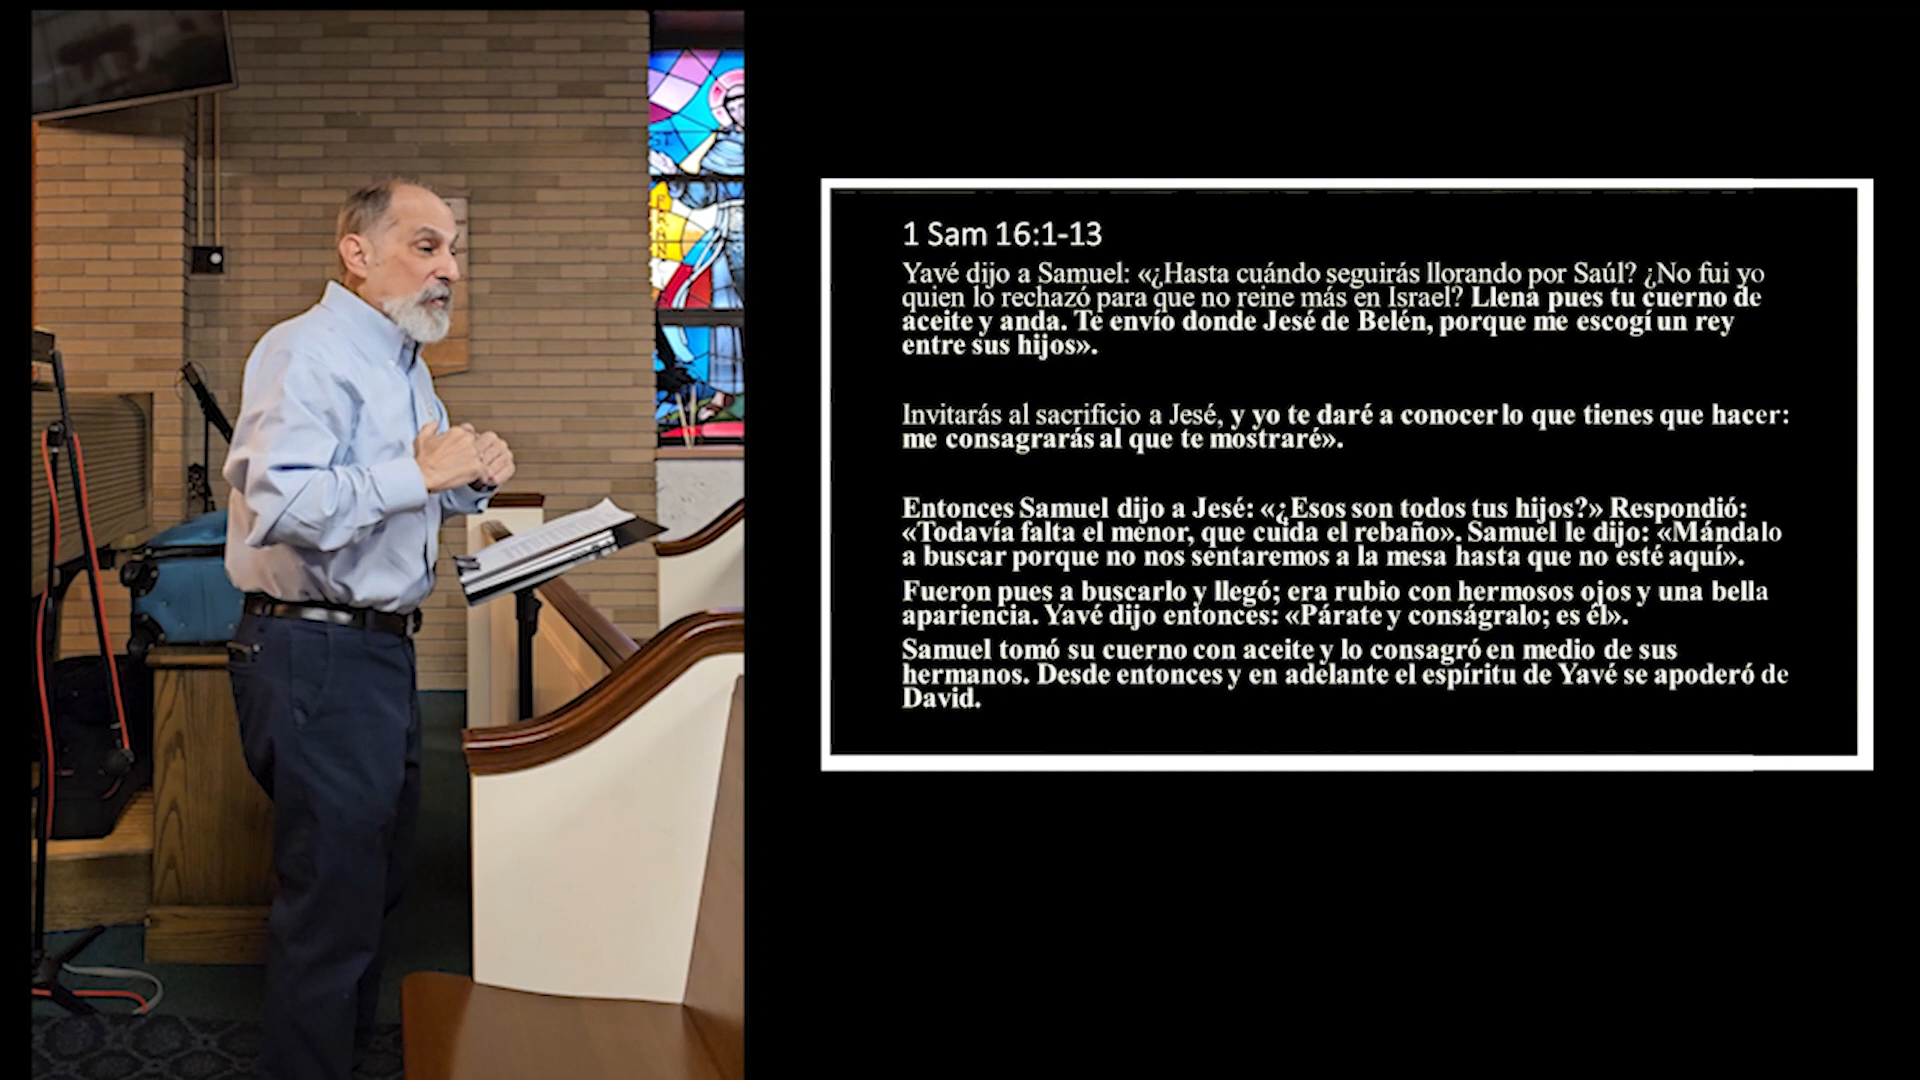 1 Sam 16:1-13
Yavé dijo a Samuel: «¿Hasta cuándo seguirás llorando por Saúl? ¿No fui yo
quien lo rechazó para que no reine más en Israel? Llena pues tu cuerno de
aceite y anda. Te envío donde Jesé de Belén, porque me escogí un rey
entre sus hijos».
Invitarás al sacrificio a Jesé, y yo te daré a conocer lo que tienes que hacer:
me consagrarás al que te mostraré».
Entonces Samuel dijo a Jesé: «¿Esos son todos tus hijos?» Respondió:
«Todavía falta el menor, que cuida el rebaño». Samuel le dijo: «Mándalo
a buscar porque no nos sentaremos a la mesa hasta que no esté aquí».
Fueron pues a buscarlo y llegó; era rubio con hermosos ojos y una bella
apariencia. Yavé dijo entonces: «Párate y conságralo; es él».
Samuel tomó su cuerno con aceite y lo consagró en medio de sus
hermanos. Desde entonces y en adelante el espíritu de Yavé se apoderó de
David.